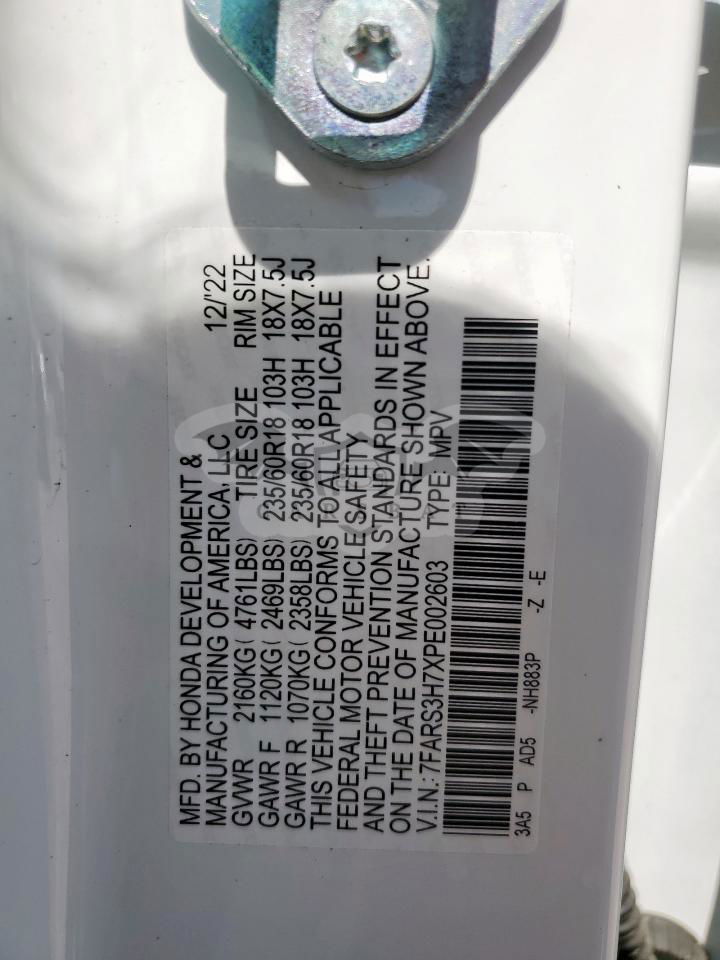 MFD. BY HONDA DEVELOPMENT &
MANUFACTURING OF AMERICA, LLC 12/'22
GVWR 2160KG( 4761LBS) TIRE SIZE RIM SIZE
GAWR F 1120KG( 2469LBS) 235/60R18 103H 18X7.5J
GAWR R 1070KG( 2358LBS) 235/60R18 103H 18X7.5J
THIS VEHICLE CONFORMS TO ALL APPLICABLE
FEDERAL MOTOR VEHICLE SAFETY
AND THEFT PREVENTION STANDARDS IN EFFECT
ON THE DATE OF MANUFACTURE SHOWN ABOVE.
V.I.N.: 7FARS3H7XPE002603 TYPE: MPV
3A5 P AD5 -NH883P -Z -E